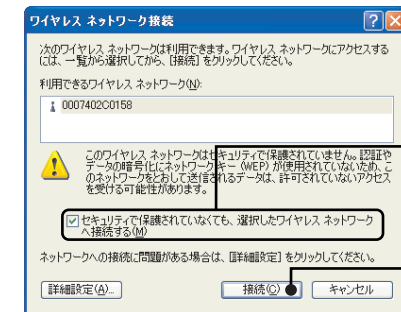 ワイヤレス ネットワーク接続
次のワイヤレス ネットワークは利用できます。ワイヤレス ネットワークにアクセスする
には、一覧から選択してから、[接続] をクリックしてください。
利用できるワイヤレス ネットワーク(N):
0007402C0158
このワイヤレス ネットワークはセキュリティで保護されていません。認証や
データの暗号化にネットワーク キー (WEP) が使用されていないため、こ
のネットワークをとおして送信されるデータは、許可されていないアクセス
を受ける可能性があります。
セキュリティで保護されていなくても、選択したワイヤレス ネットワーク
へ接続する(M)
ネットワークへの接続に問題がある場合は、[詳細設定] をクリックしてください。
詳細設定(A)... 接続(C) キャンセル